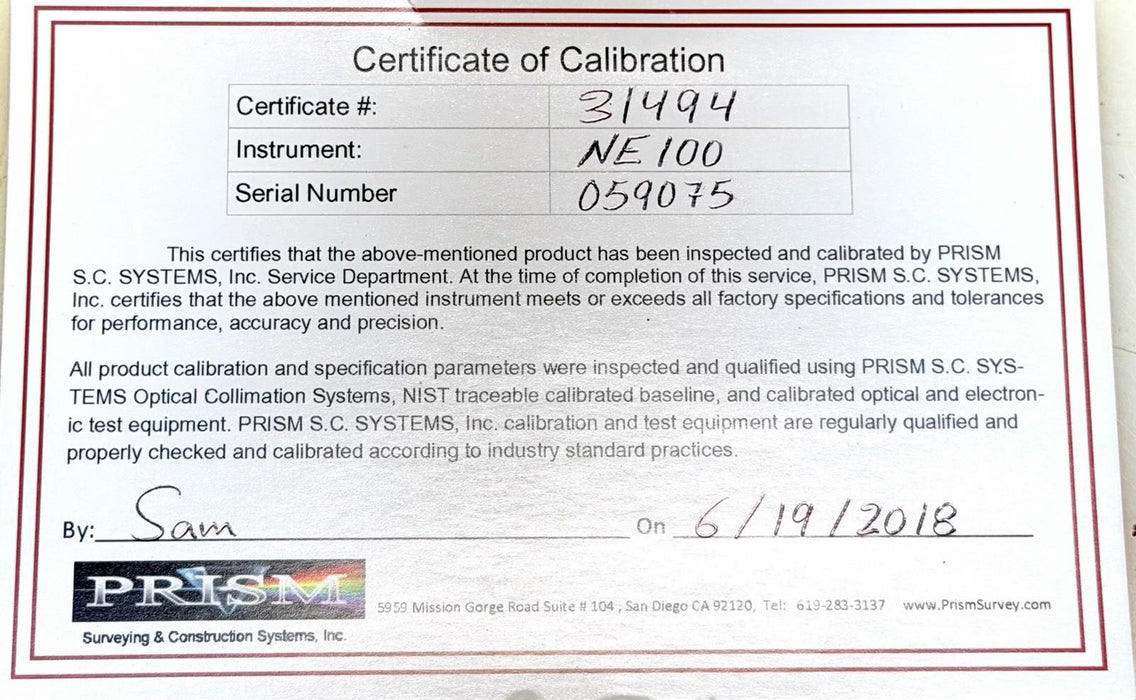 Certificate of Calibration
Certificate #: 31494
Instrument: NE 100
Serial Number 059075
This certifies that the above-mentioned product has been inspected and calibrated by PRISM
S.C. SYSTEMS, Inc. Service Department. At the time of completion of this service, PRISM S.C. SYSTEMS,
Inc. certifies that the above mentioned instrument meets or exceeds all factory specifications and tolerances
for performance, accuracy and precision.
All product calibration and specification parameters were inspected and qualified using PRISM S.C. SYS-
TEMS Optical Collimation Systems, NIST traceable calibrated baseline, and calibrated optical and electron-
ic test equipment. PRISM S.C. SYSTEMS, Inc. calibration and test equipment are regularly qualified and
properly checked and calibrated according to industry standard practices.
By: Sam On 6/19/2018
PRISM
5959 Mission Gorge Road Suite # 104 , San Diego CA 92120, Tel: 619-283-3137 www.PrismSurvey.com
Surveying & Construction Systems, Inc.